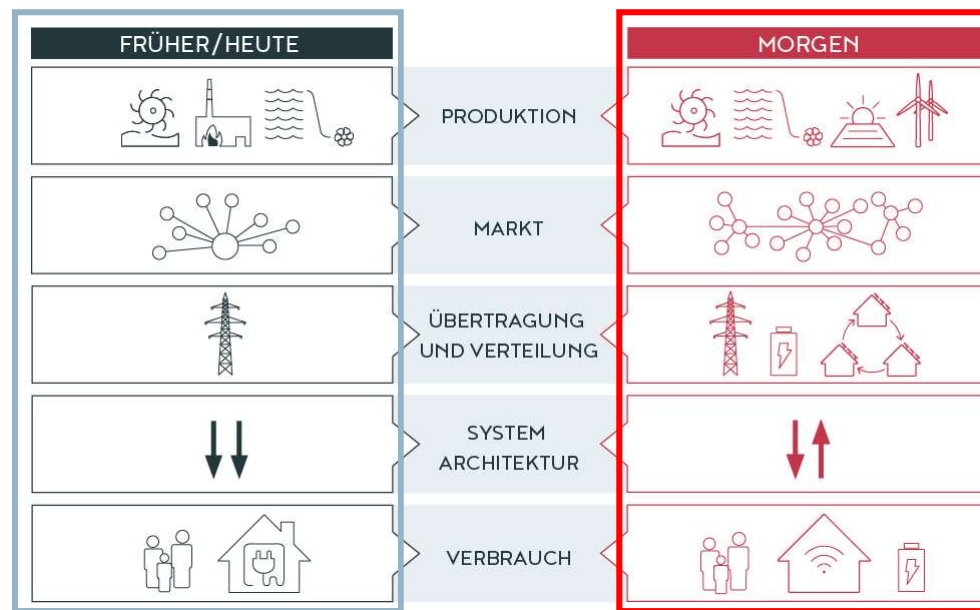 FRÜHER/HEUTE
MORGEN
PRODUKTION
MARKT
ÜBERTRAGUNG
UND VERTEILUNG
SYSTEM
ARCHITEKTUR
VERBRAUCH